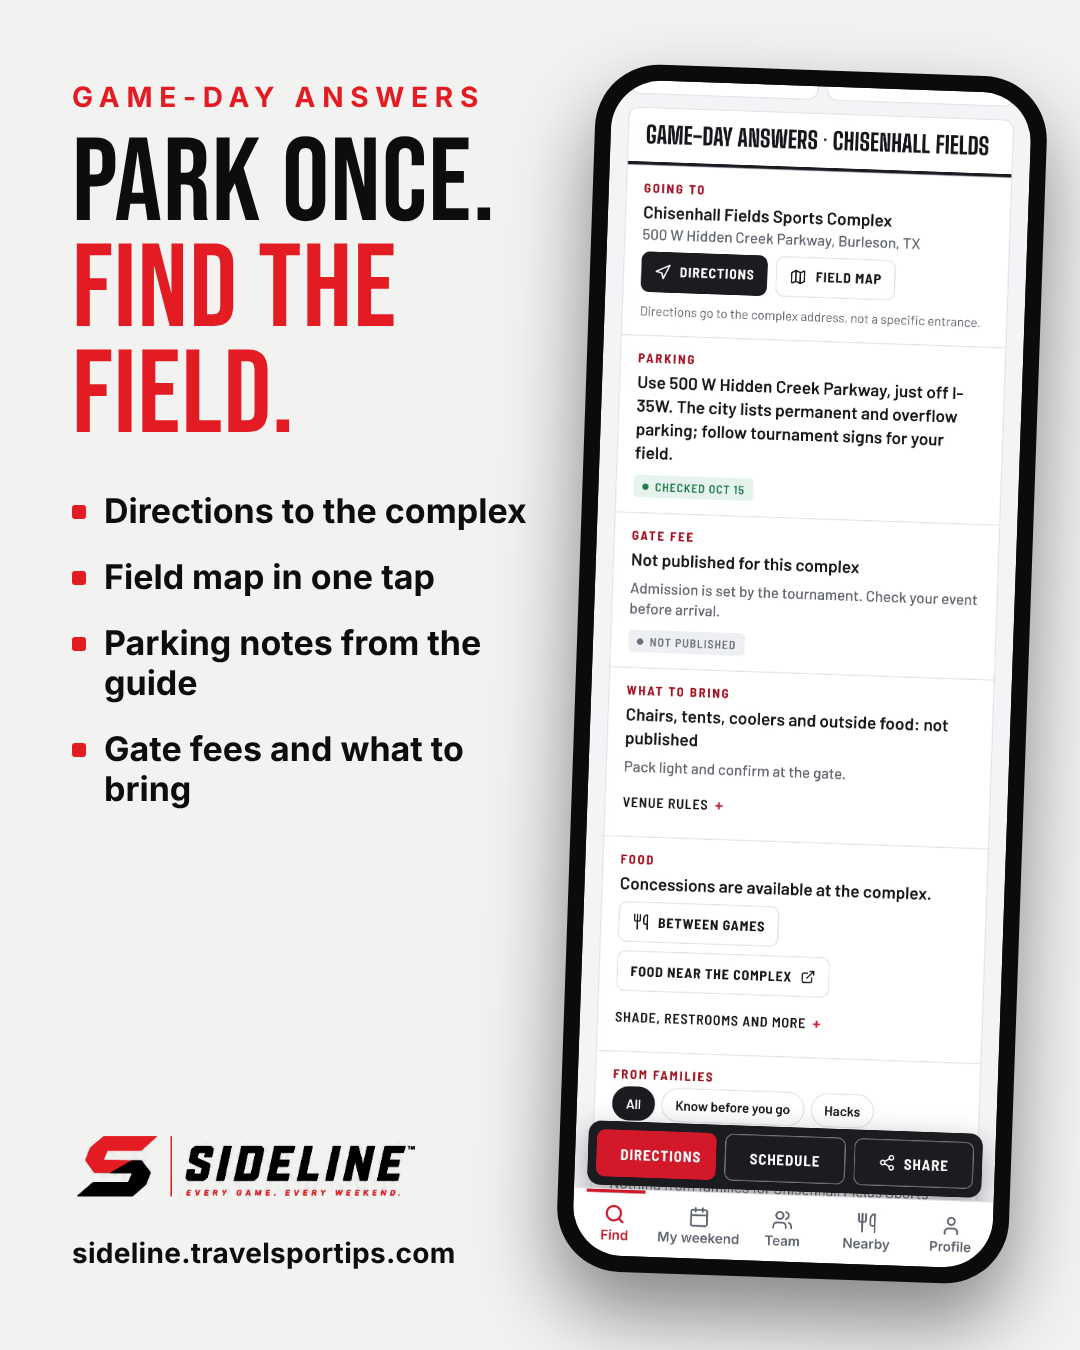 GAME-DAY ANSWERS
PARK ONCE.
FIND THE
FIELD.
Directions to the complex
Field map in one tap
Parking notes from the
guide
Gate fees and what to
bring
SIDELINE™
EVERY GAME. EVERY WEEKEND.
sideline.travelsportips.com
GAME-DAY ANSWERS · CHISENHALL FIELDS
GOING TO
Chisenhall Fields Sports Complex
500 W Hidden Creek Parkway, Burleson, TX
DIRECTIONS
FIELD MAP
Directions go to the complex address, not a specific entrance.
PARKING
Use 500 W Hidden Creek Parkway, just off I-
35W. The city lists permanent and overflow
parking; follow tournament signs for your
field.
CHECKED OCT 15
GATE FEE
Not published for this complex
Admission is set by the tournament. Check your event
before arrival.
NOT PUBLISHED
WHAT TO BRING
Chairs, tents, coolers and outside food: not
published
Pack light and confirm at the gate.
VENUE RULES +
FOOD
Concessions are available at the complex.
BETWEEN GAMES
FOOD NEAR THE COMPLEX
SHADE, RESTROOMS AND MORE +
FROM FAMILIES
All
Know before you go
Hacks
DIRECTIONS
SCHEDULE
SHARE
Find
My weekend
Team
Nearby
Profile